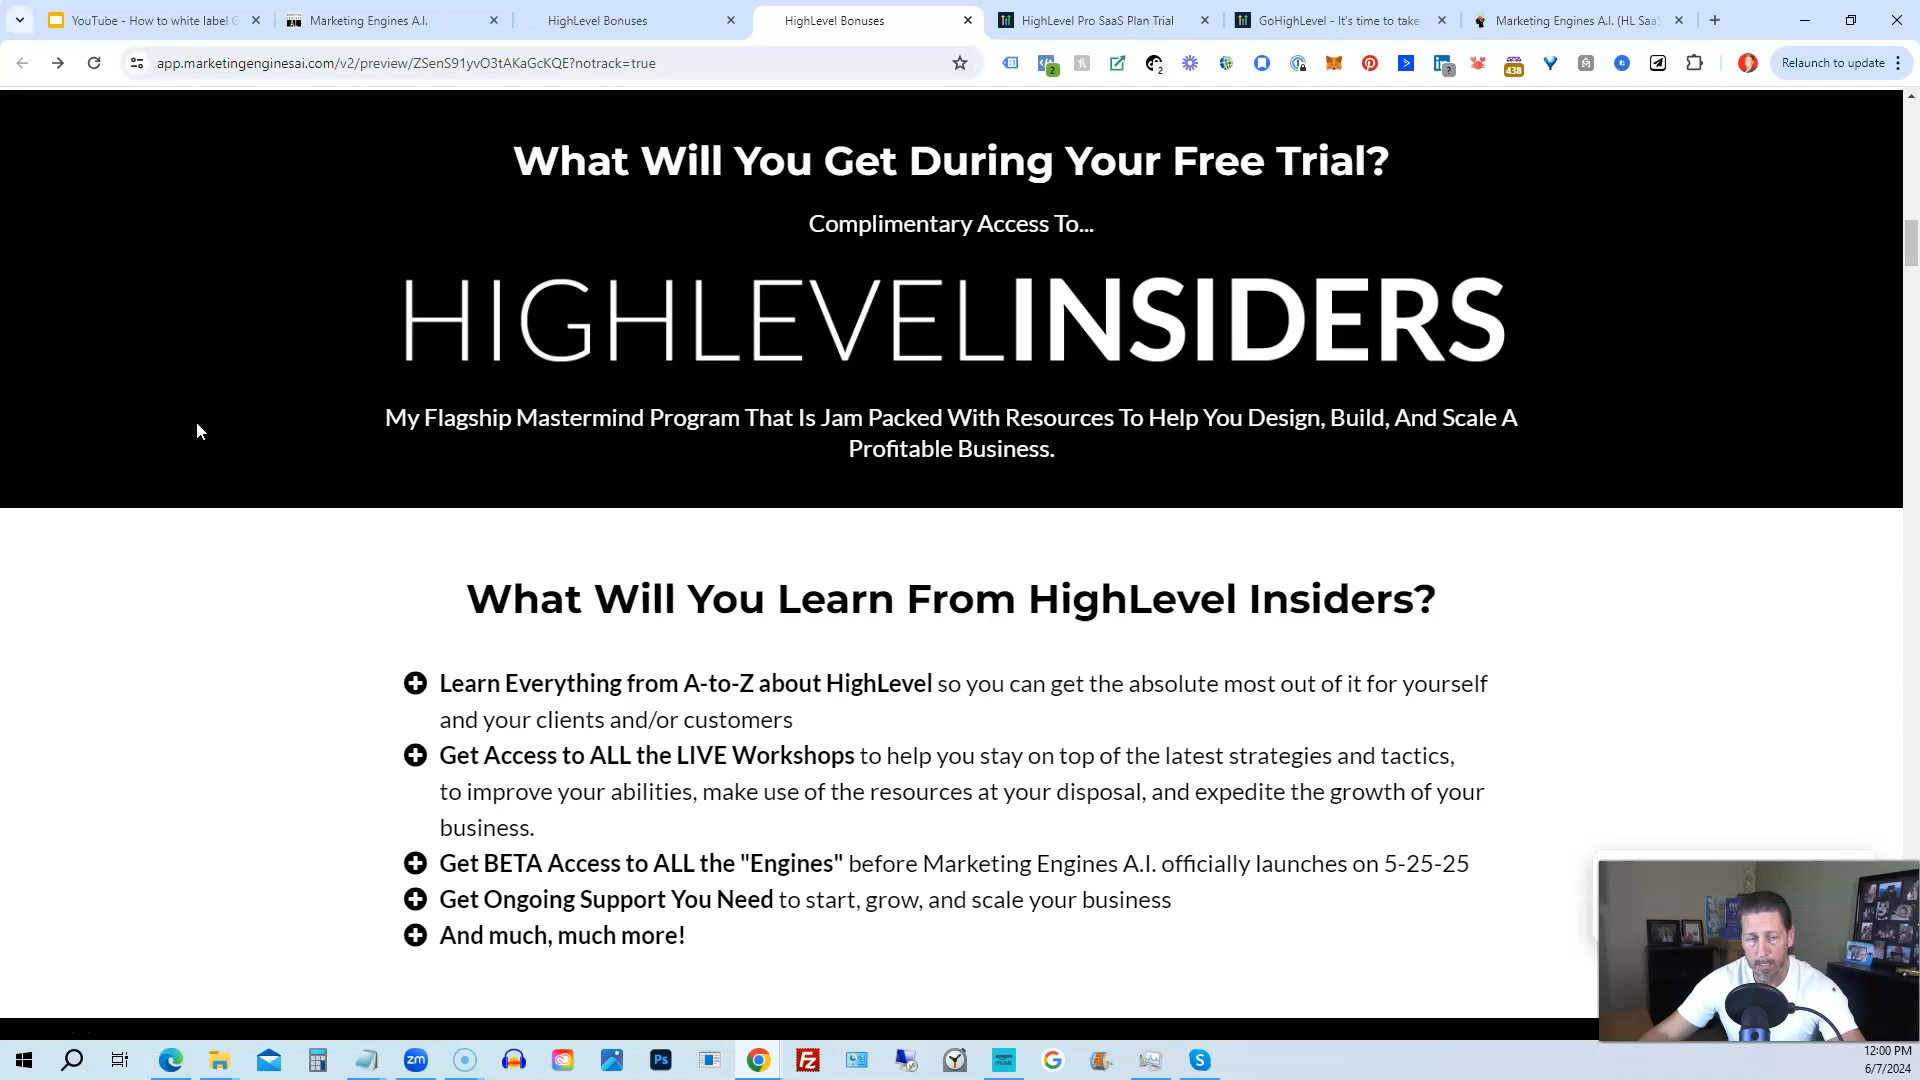 YouTube - How to white label G
Marketing Engines A.I.
HighLevel Bonuses
HighLevel Bonuses
HighLevel Pro SaaS Plan Trial
GoHighLevel - It's time to take
Marketing Engines A.I. (HL Saa
app.marketingenginesai.com/v2/preview/ZSenS91yvO3tAKaGcKQE?notrack=true
2
2
?
438
Relaunch to update
What Will You Get During Your Free Trial?
Complimentary Access To...
HIGHLEVELINSIDERS
My Flagship Mastermind Program That Is Jam Packed With Resources To Help You Design, Build, And Scale A
Profitable Business.
What Will You Learn From HighLevel Insiders?
Learn Everything from A-to-Z about HighLevel so you can get the absolute most out of it for yourself
and your clients and/or customers
Get Access to ALL the LIVE Workshops to help you stay on top of the latest strategies and tactics,
to improve your abilities, make use of the resources at your disposal, and expedite the growth of your
business.
Get BETA Access to ALL the "Engines" before Marketing Engines A.I. officially launches on 5-25-25
Get Ongoing Support You Need to start, grow, and scale your business
And much, much more!
zm
Ps
Fz
amazon music
G
S
12:00 PM
6/7/2024